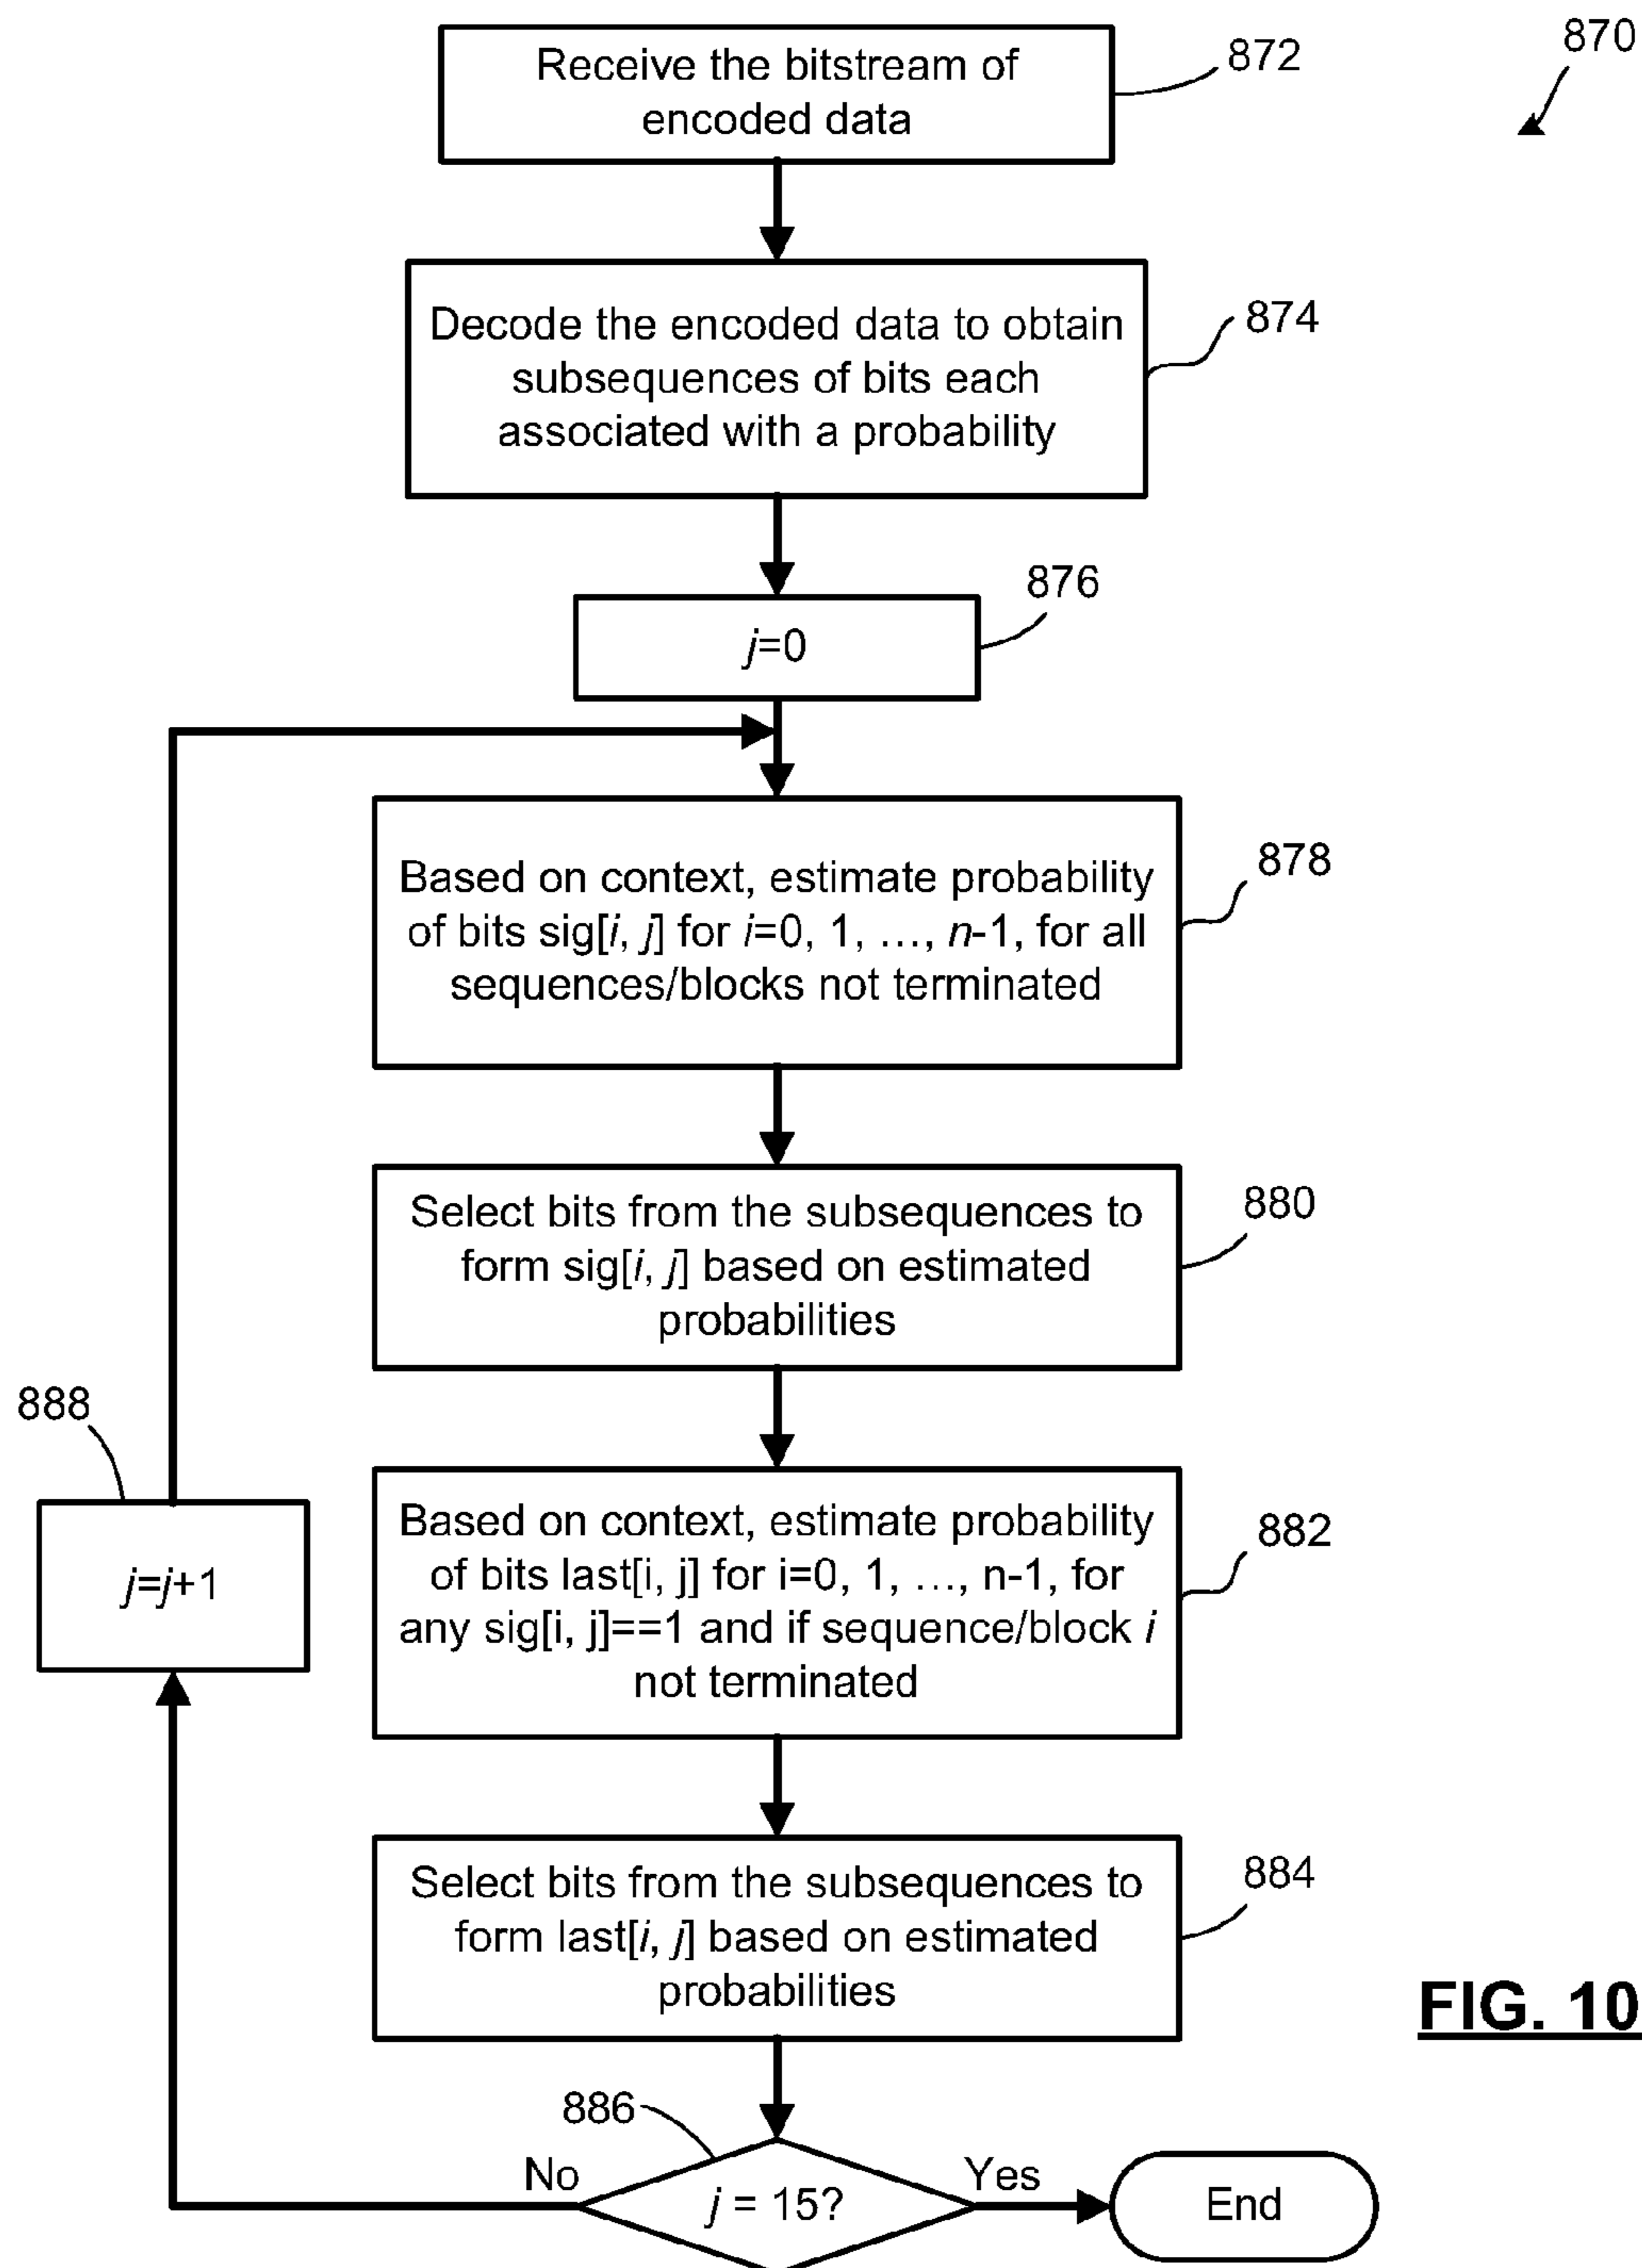 870
Receive the bitstream of
encoded data
872
Decode the encoded data to obtain
subsequences of bits each
associated with a probability
874
j=0
876
Based on context, estimate probability
of bits sig[i, j] for i=0, 1, ..., n-1, for all
sequences/blocks not terminated
878
Select bits from the subsequences to
form sig[i, j] based on estimated
probabilities
880
888
j=j+1
Based on context, estimate probability
of bits last[i, j] for i=0, 1, ..., n-1, for
any sig[i, j]==1 and if sequence/block i
not terminated
882
Select bits from the subsequences to
form last[i, j] based on estimated
probabilities
884
FIG. 10
886
No
j = 15?
Yes
End